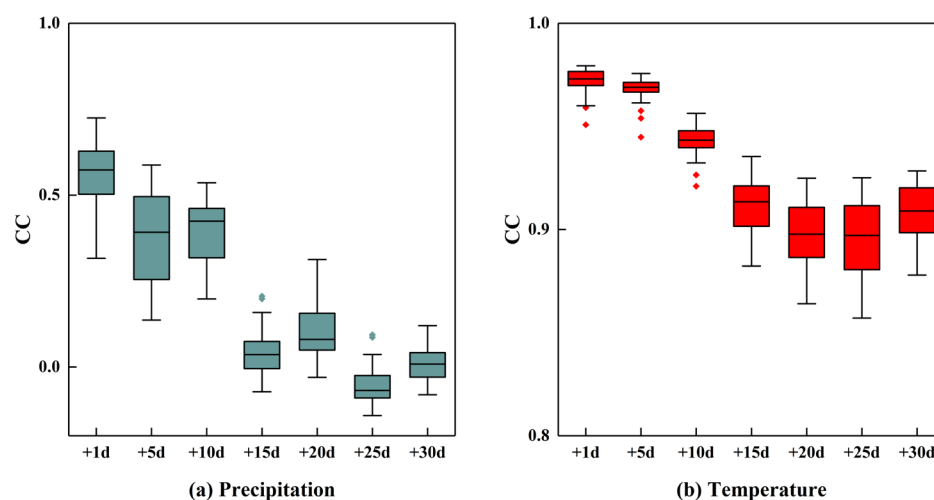 1.0
0.5
0.0
CC
+1d +5d +10d +15d +20d +25d +30d
(a) Precipitation
1.0
0.9
0.8
CC
+1d +5d +10d +15d +20d +25d +30d
(b) Temperature